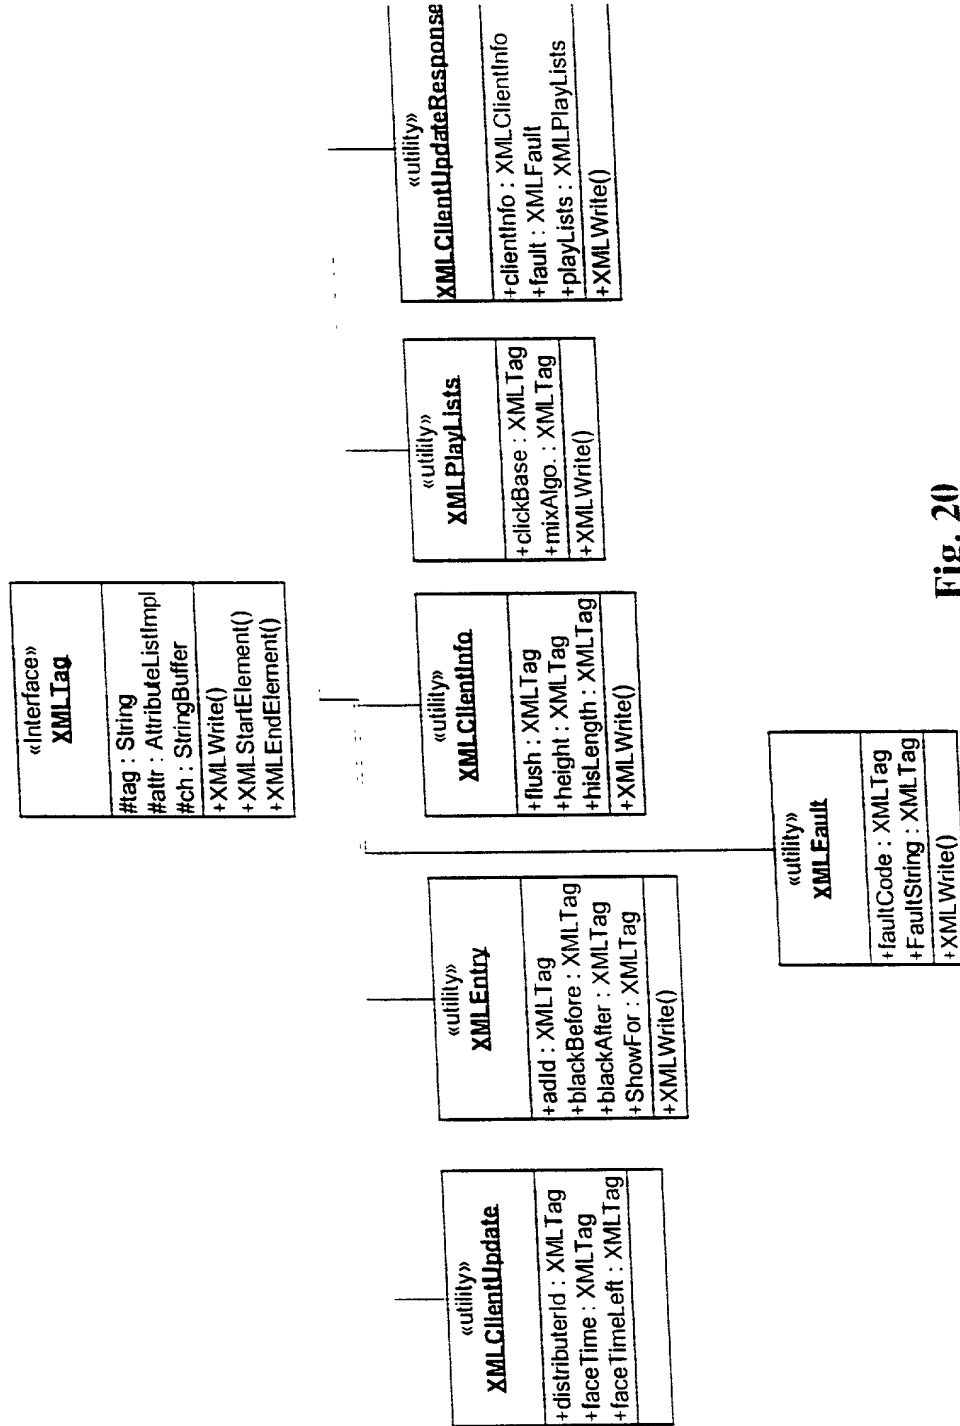 «Interface»
XMLTag
#tag : String
#attr : AttributeListImpl
#ch : StringBuffer
+XMLWrite()
+XMLStartElement()
+XMLEndElement()
«utility»
XMLClientUpdate
+distributerId : XMLTag
+faceTime : XMLTag
+faceTimeLeft : XMLTag
«utility»
XMLEntry
+adId : XMLTag
+blackBefore : XMLTag
+blackAfter : XMLTag
+ShowFor : XMLTag
+XMLWrite()
«utility»
XMLClientInfo
+flush : XMLTag
+height : XMLTag
+hisLength : XMLTag
+XMLWrite()
«utility»
XMLPlayLists
+clickBase : XMLTag
+mixAlgo. : XMLTag
+XMLWrite()
«utility»
XMLClientUpdateResponse
+clientInfo : XMLClientInfo
+fault : XMLFault
+playLists : XMLPlayLists
+XMLWrite()
«utility»
XMLFault
+faultCode : XMLTag
+FaultString : XMLTag
+XMLWrite()
Fig. 20